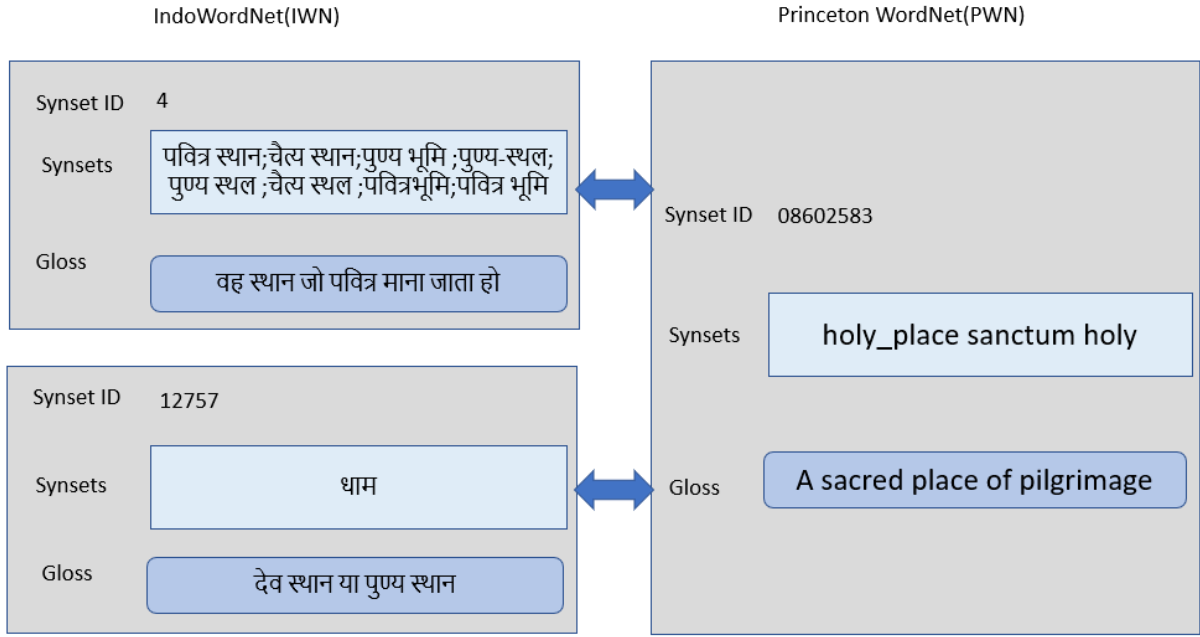 IndoWordNet(IWN)
Princeton WordNet(PWN)
Synset ID 4
Synsets
पवित्र स्थान;चैत्य स्थान;पुण्य भूमि ;पुण्य-स्थल;
पुण्य स्थल ;चैत्य स्थल ;पवित्रभूमि;पवित्र भूमि
Gloss
वह स्थान जो पवित्र माना जाता हो
Synset ID 12757
Synsets
धाम
Gloss
देव स्थान या पुण्य स्थान
Synset ID 08602583
Synsets
holy_place sanctum holy
Gloss
A sacred place of pilgrimage